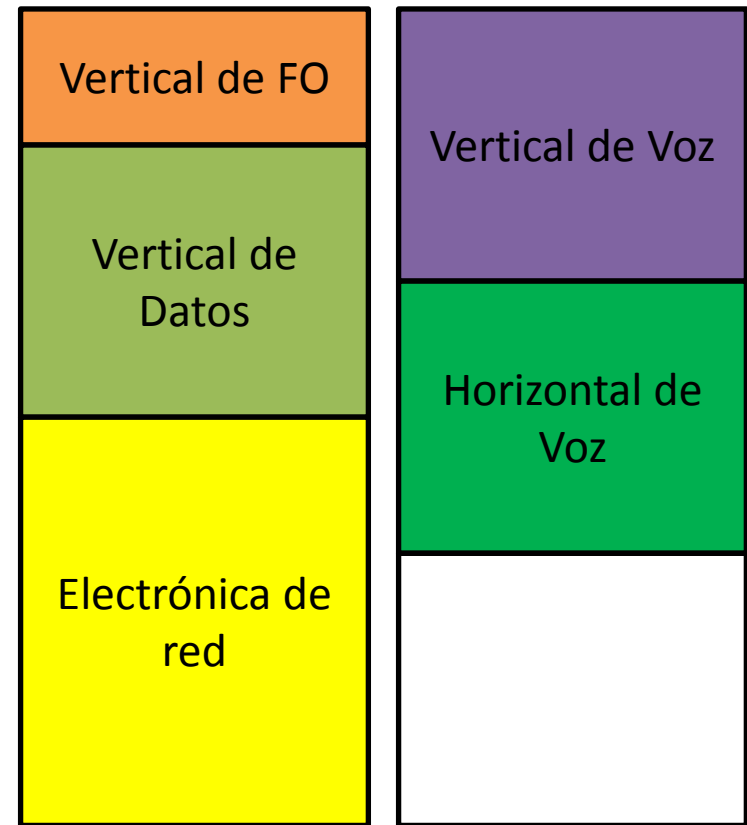 Vertical de FO
Vertical de
Datos
Electrónica de
red
Vertical de Voz
Horizontal de
Voz